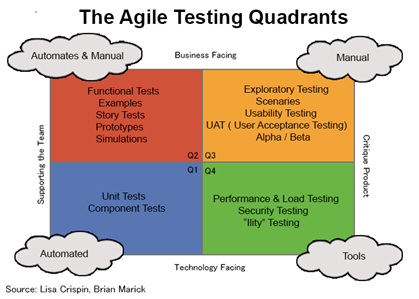 The Agile Testing Quadrants
Automates & Manual
Business Facing
Manual
Functional Tests
Examples
Story Tests
Prototypes
Simulations
Exploratory Testing
Scenaries
Usability Testing
UAT ( User Acceptance Testing)
Alpha / Beta
Supporting the Team
Critique Product
Q2
Q3
Q1
Q4
Unit Tests
Component Tests
Performance & Load Testing
Security Testing
"Ility" Testing
Automated
Tools
Technology Facing
Source: Lisa Crispin, Brian Marick